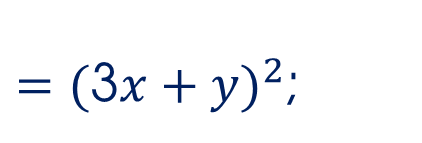 = (3x + y)²;